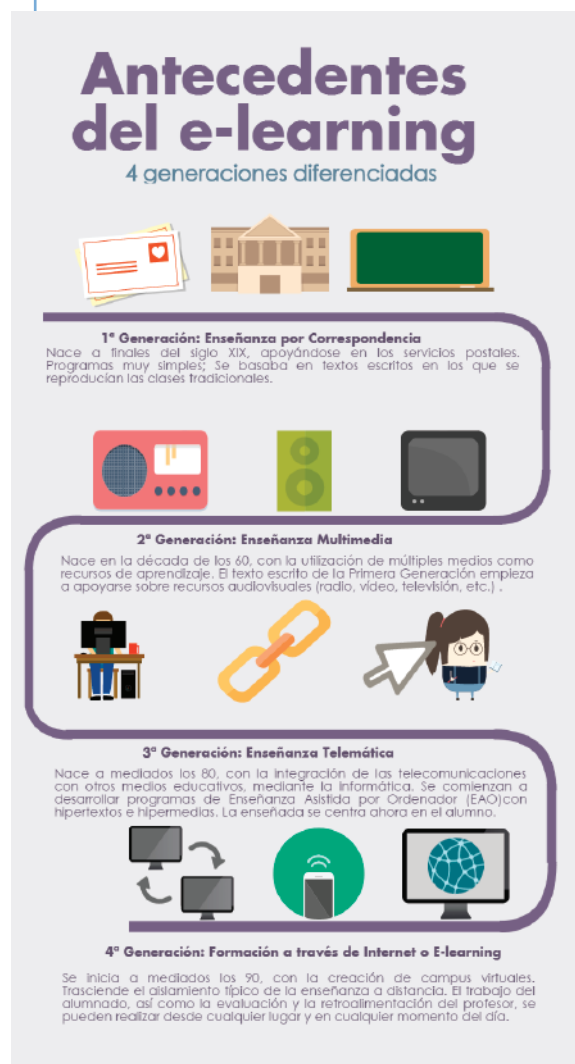 Antecedentes
del e-learning
4 generaciones diferenciadas
1ª Generación: Enseñanza por Correspondencia
Nace a finales del siglo XIX, apoyándose en los servicios postales.
Programas muy simples; Se basaba en textos escritos en los que se
reproducían las clases tradicionales.
2ª Generación: Enseñanza Multimedia
Nace en la década de los 60, con la utilización de múltiples medios como
recursos de aprendizaje. El texto escrito de la Primera Generación empieza
a apoyarse sobre recursos audiovisuales (radio, vídeo, televisión, etc.) .
3ª Generación: Enseñanza Telemática
Nace a mediados los 80, con la integración de las telecomunicaciones
con otros medios educativos, mediante la Informática. Se comienzan a
desarrollar programas de Enseñanza Asistida por Ordenador (EAO)con
hipertextos e hipermedias. La enseñada se centra ahora en el alumno.
4ª Generación: Formación a través de Internet o E-learning
Se inicia a mediados los 90, con la creación de campus virtuales.
Trasciende el aislamiento típico de la enseñanza a distancia. El trabajo del
alumnado, así como la evaluación y la retroalimentación del profesor, se
pueden realizar desde cualquier lugar y en cualquier momento del día.